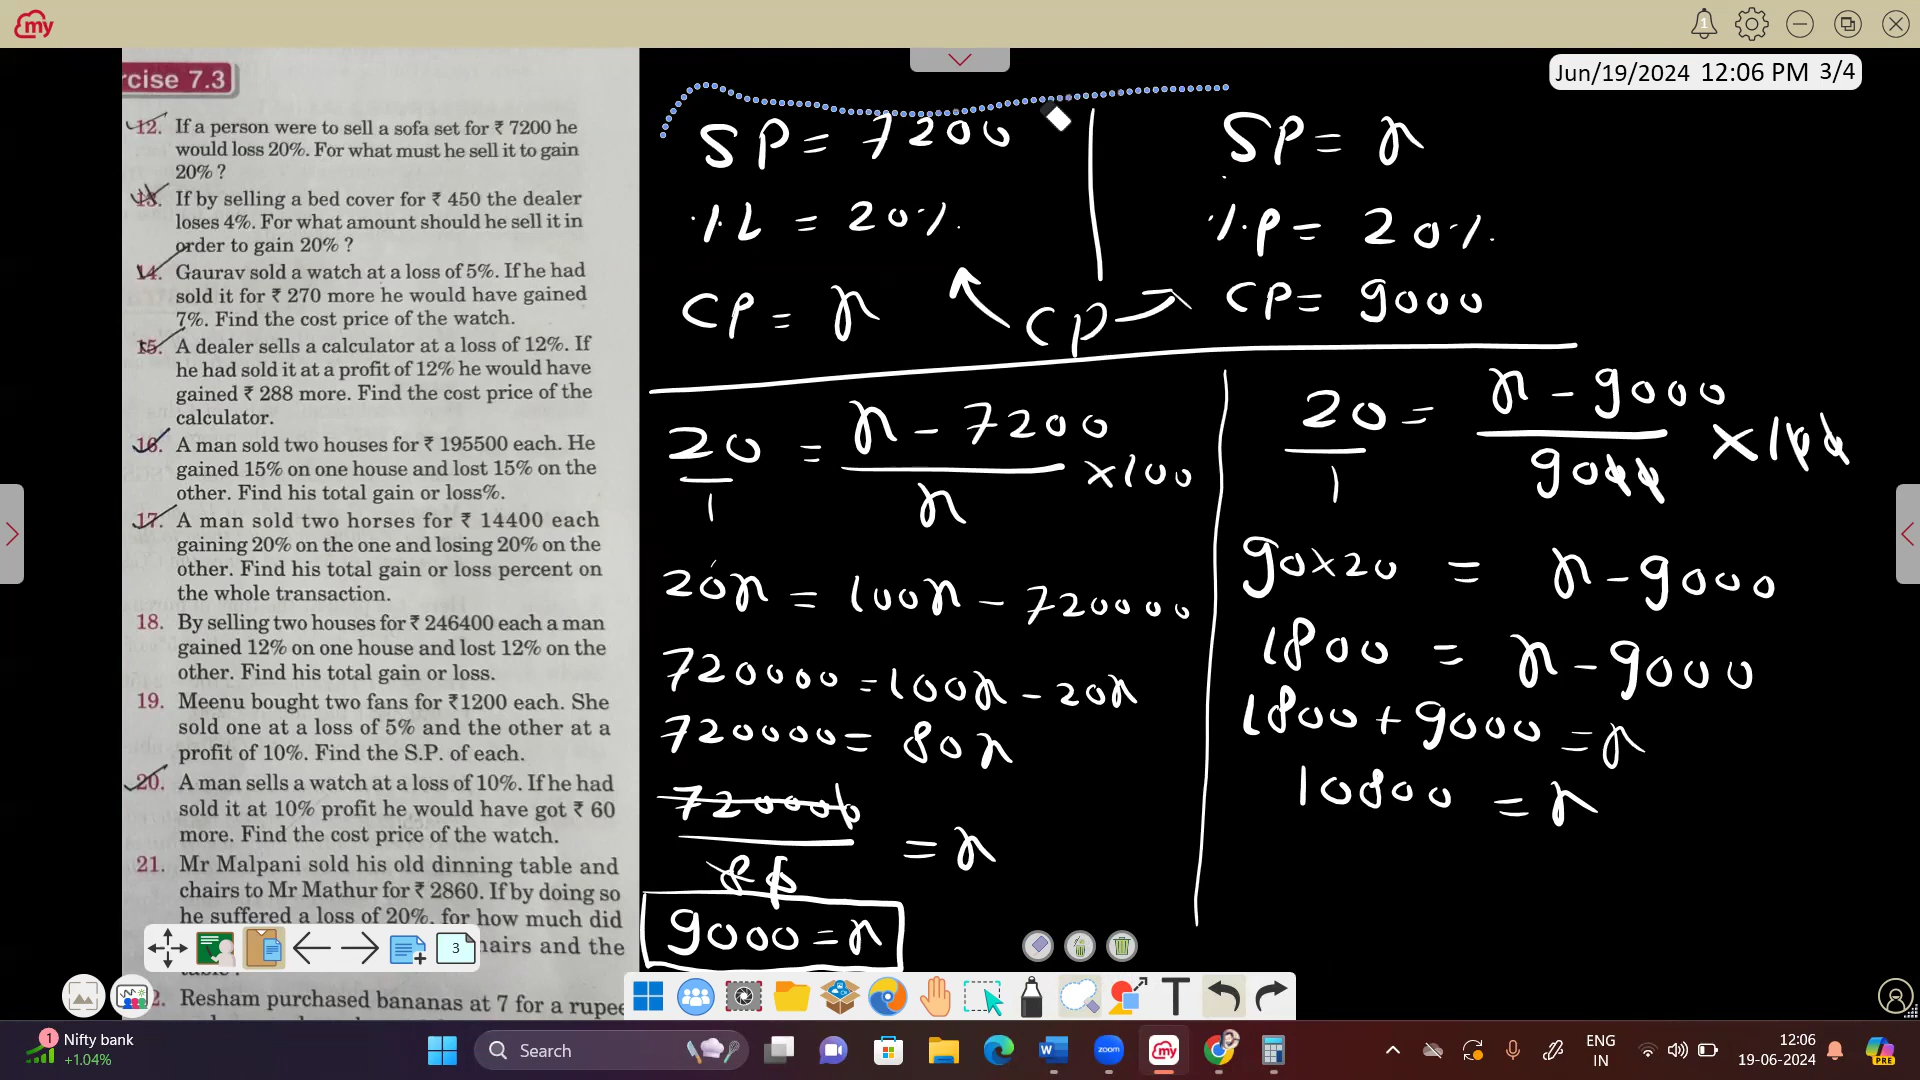 my
1
Jun/19/2024 12:06 PM 3/4
rcise 7.3
12. If a person were to sell a sofa set for ₹ 7200 he
would loss 20%. For what must he sell it to gain
20% ?
13. If by selling a bed cover for ₹ 450 the dealer
loses 4%. For what amount should he sell it in
order to gain 20% ?
14. Gaurav sold a watch at a loss of 5%. If he had
sold it for ₹ 270 more he would have gained
7%. Find the cost price of the watch.
15. A dealer sells a calculator at a loss of 12%. If
he had sold it at a profit of 12% he would have
gained ₹ 288 more. Find the cost price of the
calculator.
16. A man sold two houses for ₹ 195500 each. He
gained 15% on one house and lost 15% on the
other. Find his total gain or loss%.
17. A man sold two horses for ₹ 14400 each
gaining 20% on the one and losing 20% on the
other. Find his total gain or loss percent on
the whole transaction.
18. By selling two houses for ₹ 246400 each a man
gained 12% on one house and lost 12% on the
other. Find his total gain or loss.
19. Meenu bought two fans for ₹1200 each. She
sold one at a loss of 5% and the other at a
profit of 10%. Find the S.P. of each.
20. A man sells a watch at a loss of 10%. If he had
sold it at 10% profit he would have got ₹ 60
more. Find the cost price of the watch.
21. Mr Malpani sold his old dinning table and
chairs to Mr Mathur for ₹ 2860. If by doing so
he suffered a loss of 20%, for how much did
hairs and the
2. Resham purchased bananas at 7 for a rupee
SP = 7200
%L = 20%.
CP = x
CP
SP = x
%P = 20%.
CP = 9000
20/1 = x - 7200/x ×100
20x = 100x - 720000
720000 = 100x - 20x
720000 = 80x
720000/80 = x
9000 = x
20/1 = x - 9000/9000 ×100
90×20 = x - 9000
1800 = x - 9000
1800 + 9000 = x
10800 = x
3
T
1
Nifty bank
+1.04%
Search
W
zoom
my
ENG
IN
12:06
19-06-2024
PRE